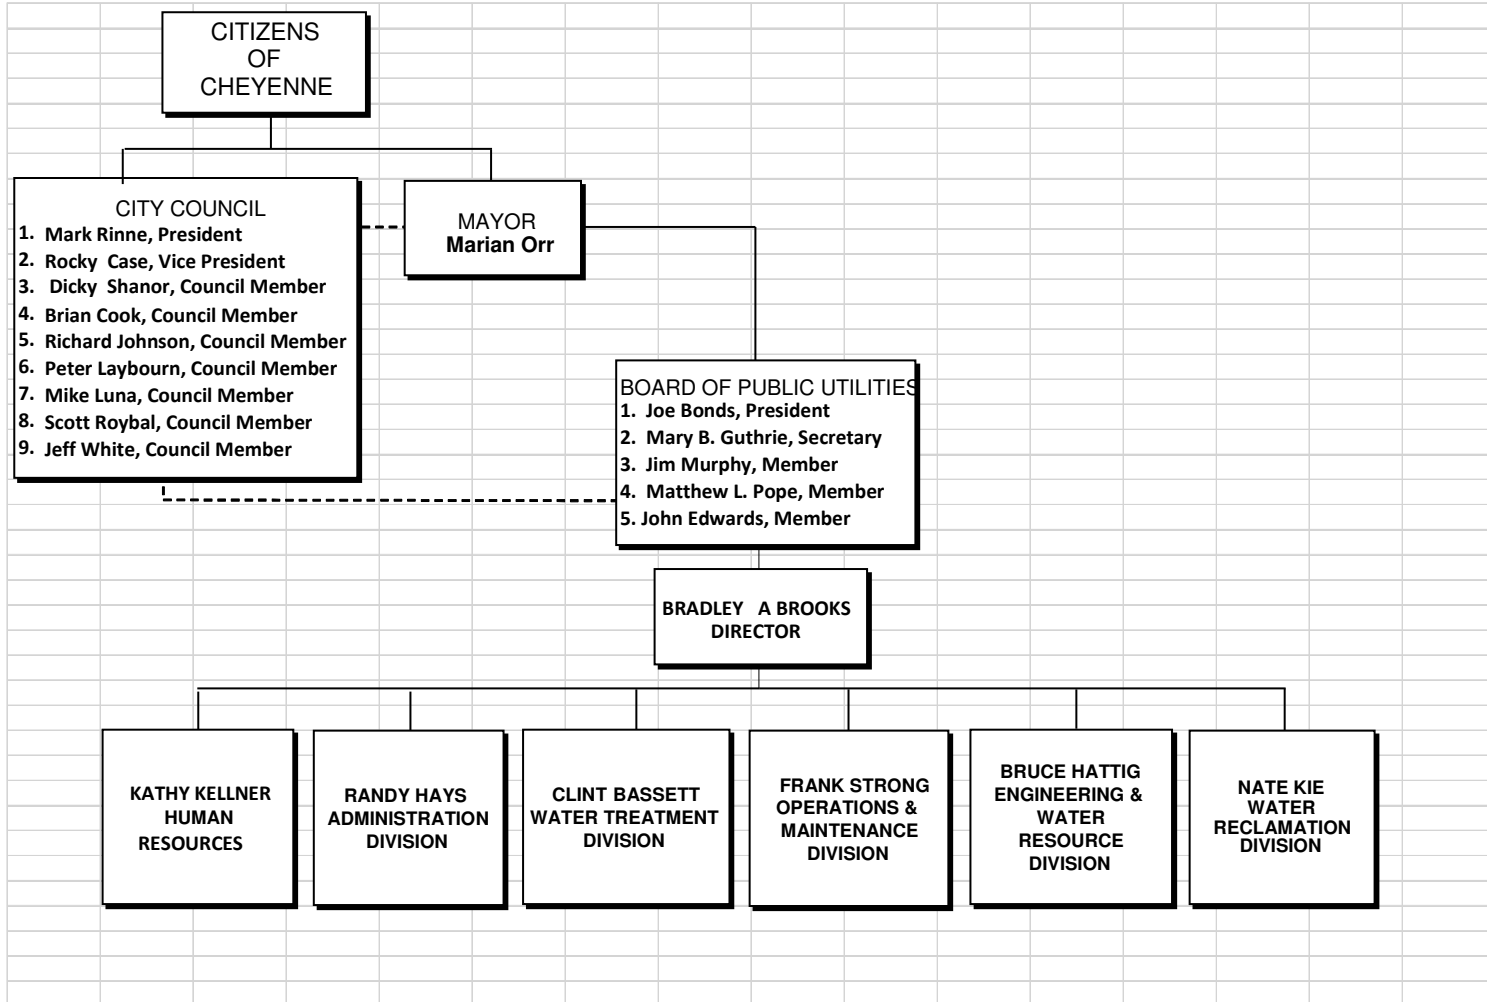 CITIZENS
OF
CHEYENNE
CITY COUNCIL
1. Mark Rinne, President
2. Rocky Case, Vice President
3. Dicky Shanor, Council Member
4. Brian Cook, Council Member
5. Richard Johnson, Council Member
6. Peter Laybourn, Council Member
7. Mike Luna, Council Member
8. Scott Roybal, Council Member
9. Jeff White, Council Member
MAYOR
Marian Orr
BOARD OF PUBLIC UTILITIES
1. Joe Bonds, President
2. Mary B. Guthrie, Secretary
3. Jim Murphy, Member
4. Matthew L. Pope, Member
5. John Edwards, Member
BRADLEY A BROOKS
DIRECTOR
KATHY KELLNER
HUMAN
RESOURCES
RANDY HAYS
ADMINISTRATION
DIVISION
CLINT BASSETT
WATER TREATMENT
DIVISION
FRANK STRONG
OPERATIONS &
MAINTENANCE
DIVISION
BRUCE HATTIG
ENGINEERING &
WATER
RESOURCE
DIVISION
NATE KIE
WATER
RECLAMATION
DIVISION